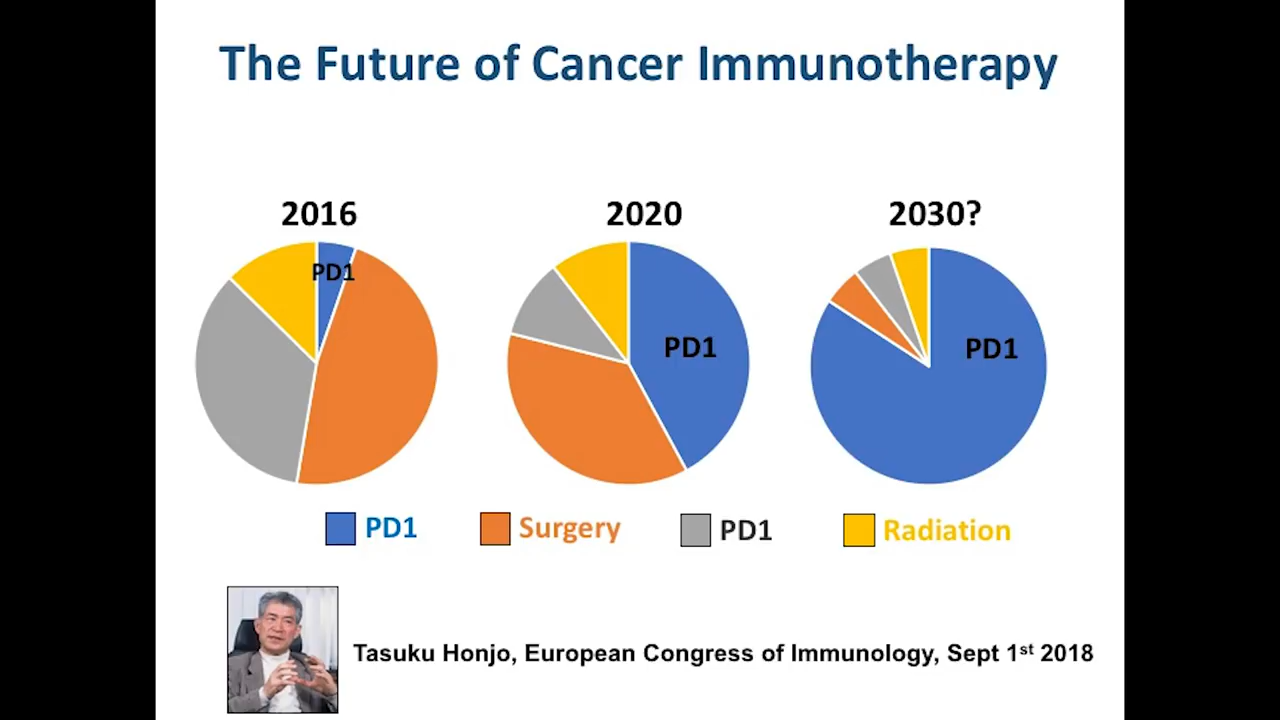 The Future of Cancer Immunotherapy
2016
2020
2030?
PD1
PD1
PD1
PD1
Surgery
PD1
Radiation
Tasuku Honjo, European Congress of Immunology, Sept 1st 2018